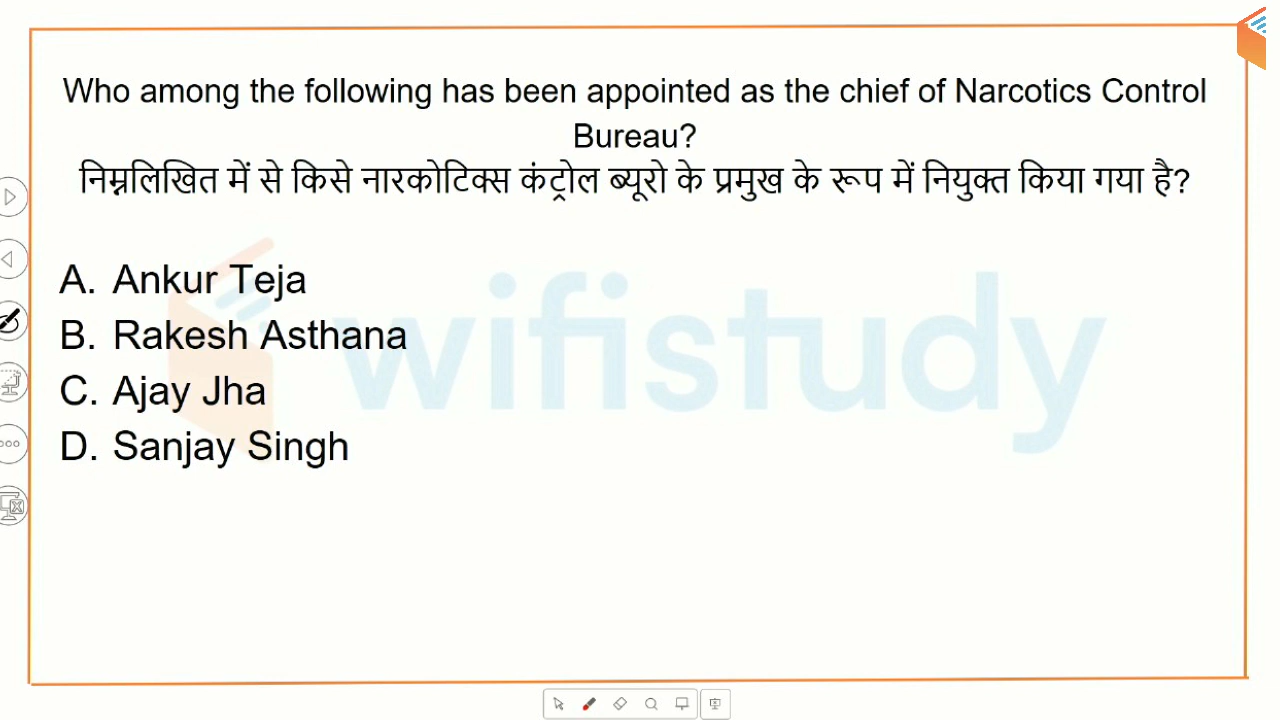 Who among the following has been appointed as the chief of Narcotics Control
Bureau?
निम्नलिखित में से किसे नारकोटिक्स कंट्रोल ब्यूरो के प्रमुख के रूप में नियुक्त किया गया है?
A. Ankur Teja
B. Rakesh Asthana
C. Ajay Jha
D. Sanjay Singh
wifistudy